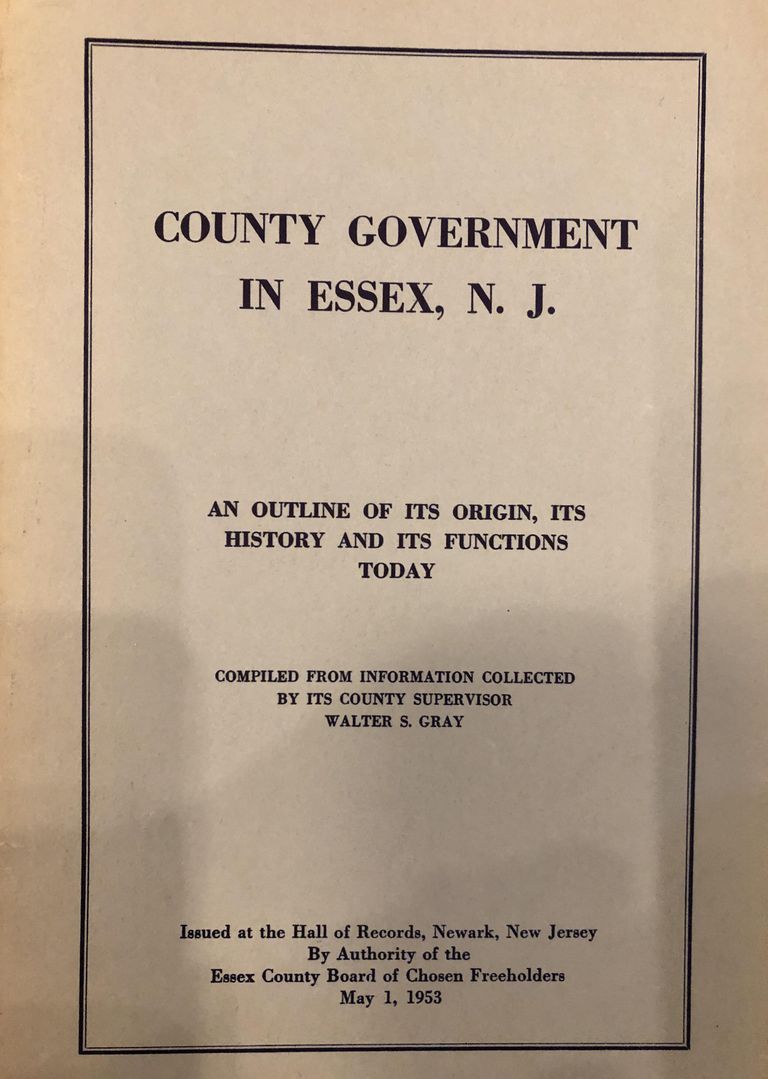 COUNTY GOVERNMENT
IN ESSEX, N. J.
AN OUTLINE OF ITS ORIGIN, ITS
HISTORY AND ITS FUNCTIONS
TODAY
COMPILED FROM INFORMATION COLLECTED
BY ITS COUNTY SUPERVISOR
WALTER S. GRAY
Issued at the Hall of Records, Newark, New Jersey
By Authority of the
Essex County Board of Chosen Freeholders
May 1, 1953